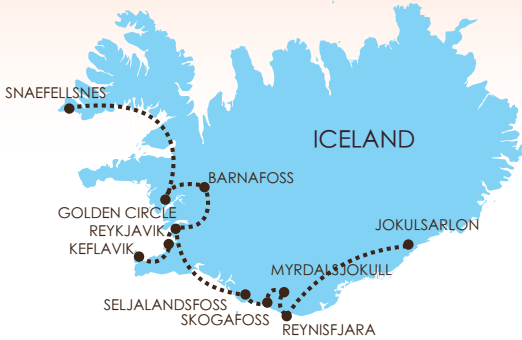 SNAEFELLSNES
ICELAND
BARNAFOSS
GOLDEN CIRCLE
REYKJAVIK
JOKULSARLON
KEFLAVIK
MYRDALSJOKULL
SELJALANDSFOSS
SKOGAFOSS
REYNISFJARA